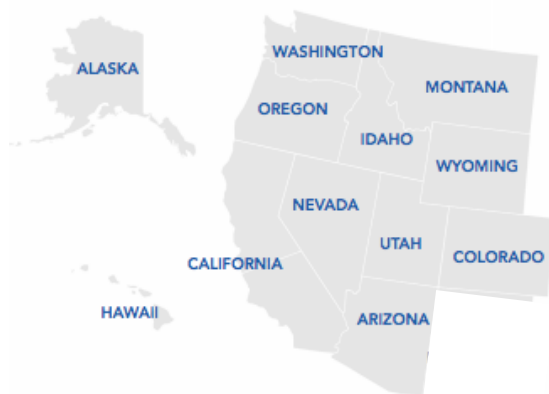 WASHINGTON
ALASKA
MONTANA
OREGON
IDAHO
WYOMING
NEVADA
UTAH
COLORADO
CALIFORNIA
HAWAII
ARIZONA